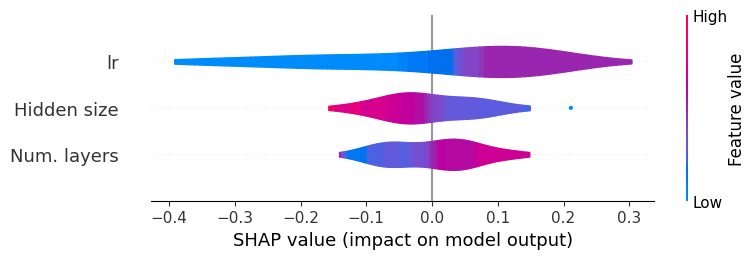 High
lr
Hidden size
Num. layers
Feature value
Low
−0.4 −0.3 −0.2 −0.1 0.0 0.1 0.2 0.3
SHAP value (impact on model output)